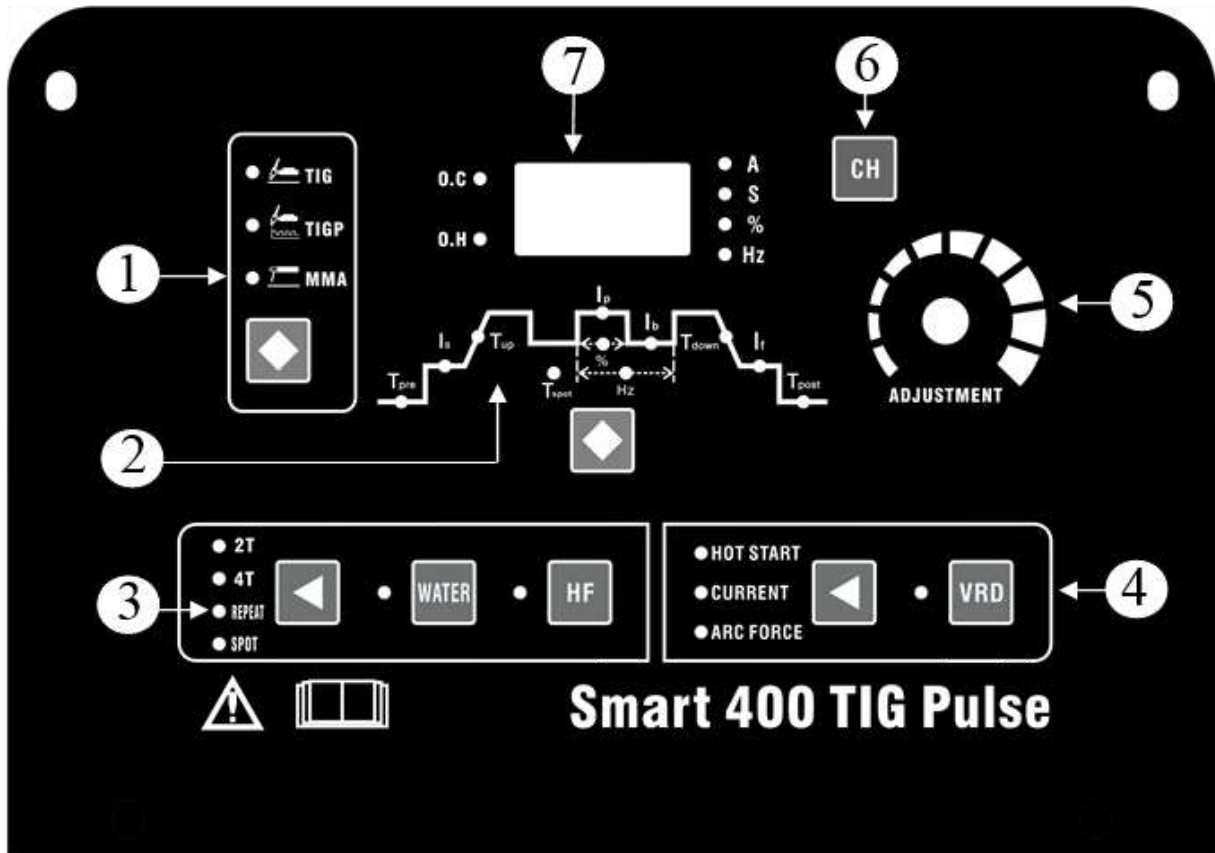 7
6
CH
TIG
TIGP
MMA
O.C
O.H
A
S
%
Hz
1
5
Ip
Is
Tup
Ib
Tdown
If
%
Tpre
Tspot
Hz
Tpost
ADJUSTMENT
2
2T
4T
REPEAT
SPOT
WATER
HF
3
HOT START
CURRENT
ARC FORCE
VRD
4
Smart 400 TIG Pulse